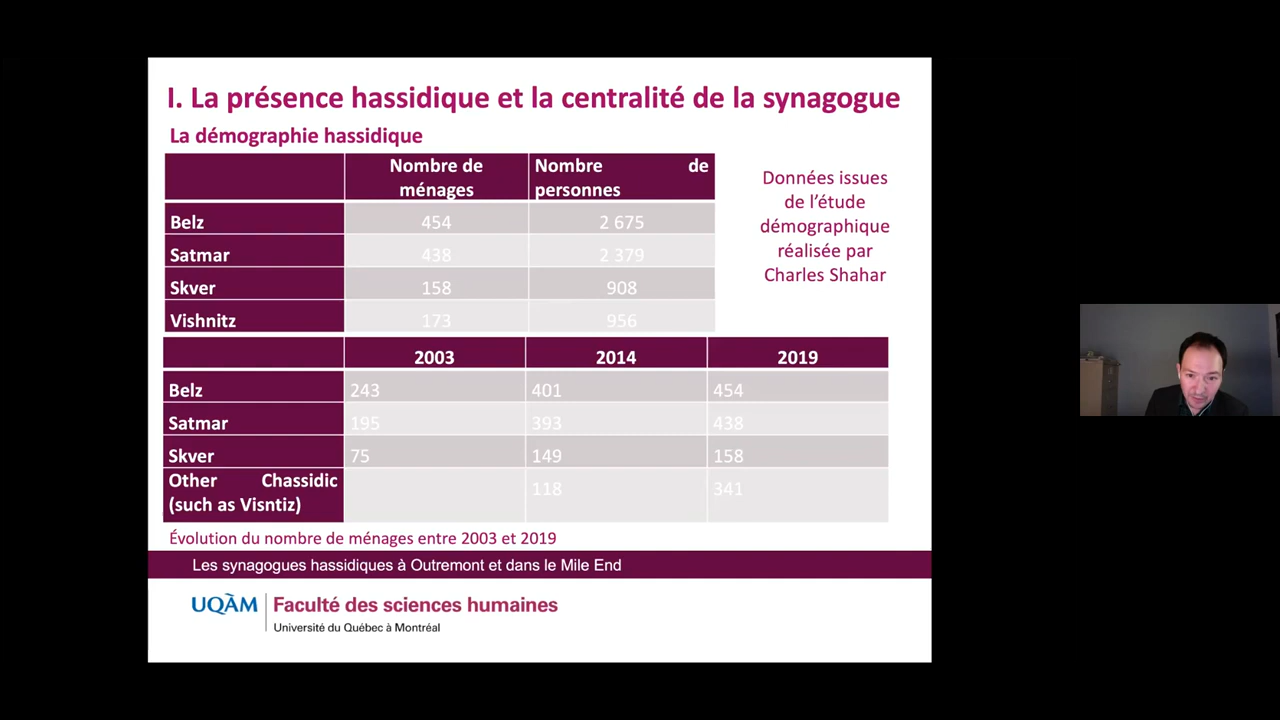 I. La présence hassidique et la centralité de la synagogue
La démographie hassidique
Nombre de ménages Nombre de personnes
Belz 454 2 675
Satmar 438 2 379
Skver 158 908
Vishnitz 173 956
Données issues
de l'étude
démographique
réalisée par
Charles Shahar
2003 2014 2019
Belz 243 401 454
Satmar 195 393 438
Skver 75 149 158
Other Chassidic
(such as Visntiz) 118 341
Évolution du nombre de ménages entre 2003 et 2019
Les synagogues hassidiques à Outremont et dans le Mile End
UQÀM Faculté des sciences humaines
Université du Québec à Montréal